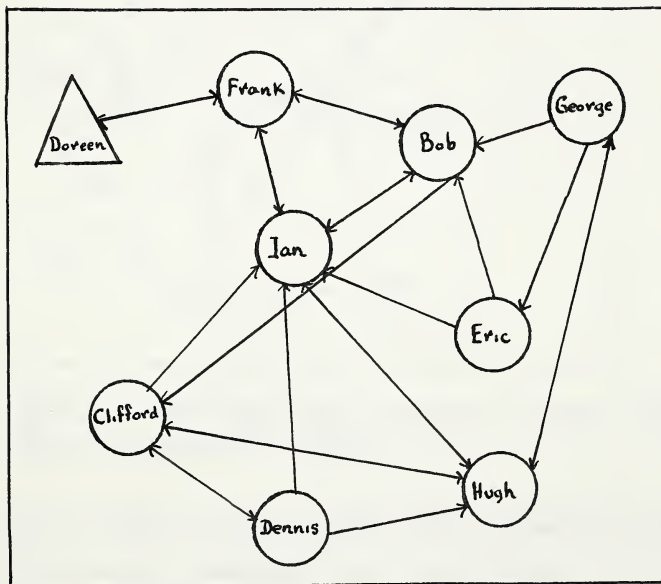 Frank
George
Doreen
Bob
Ian
Eric
Clifford
Hugh
Dennis